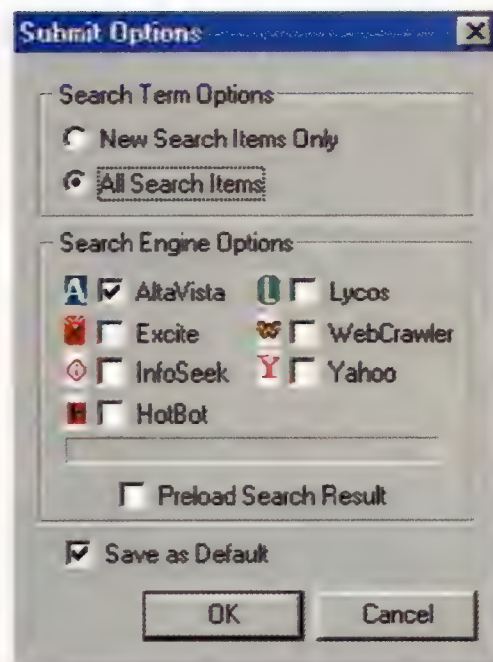 Submit Options
Search Term Options
New Search Items Only
All Search Items
Search Engine Options
AltaVista
Lycos
Excite
WebCrawler
InfoSeek
Yahoo
HotBot
Preload Search Result
Save as Default
OK
Cancel